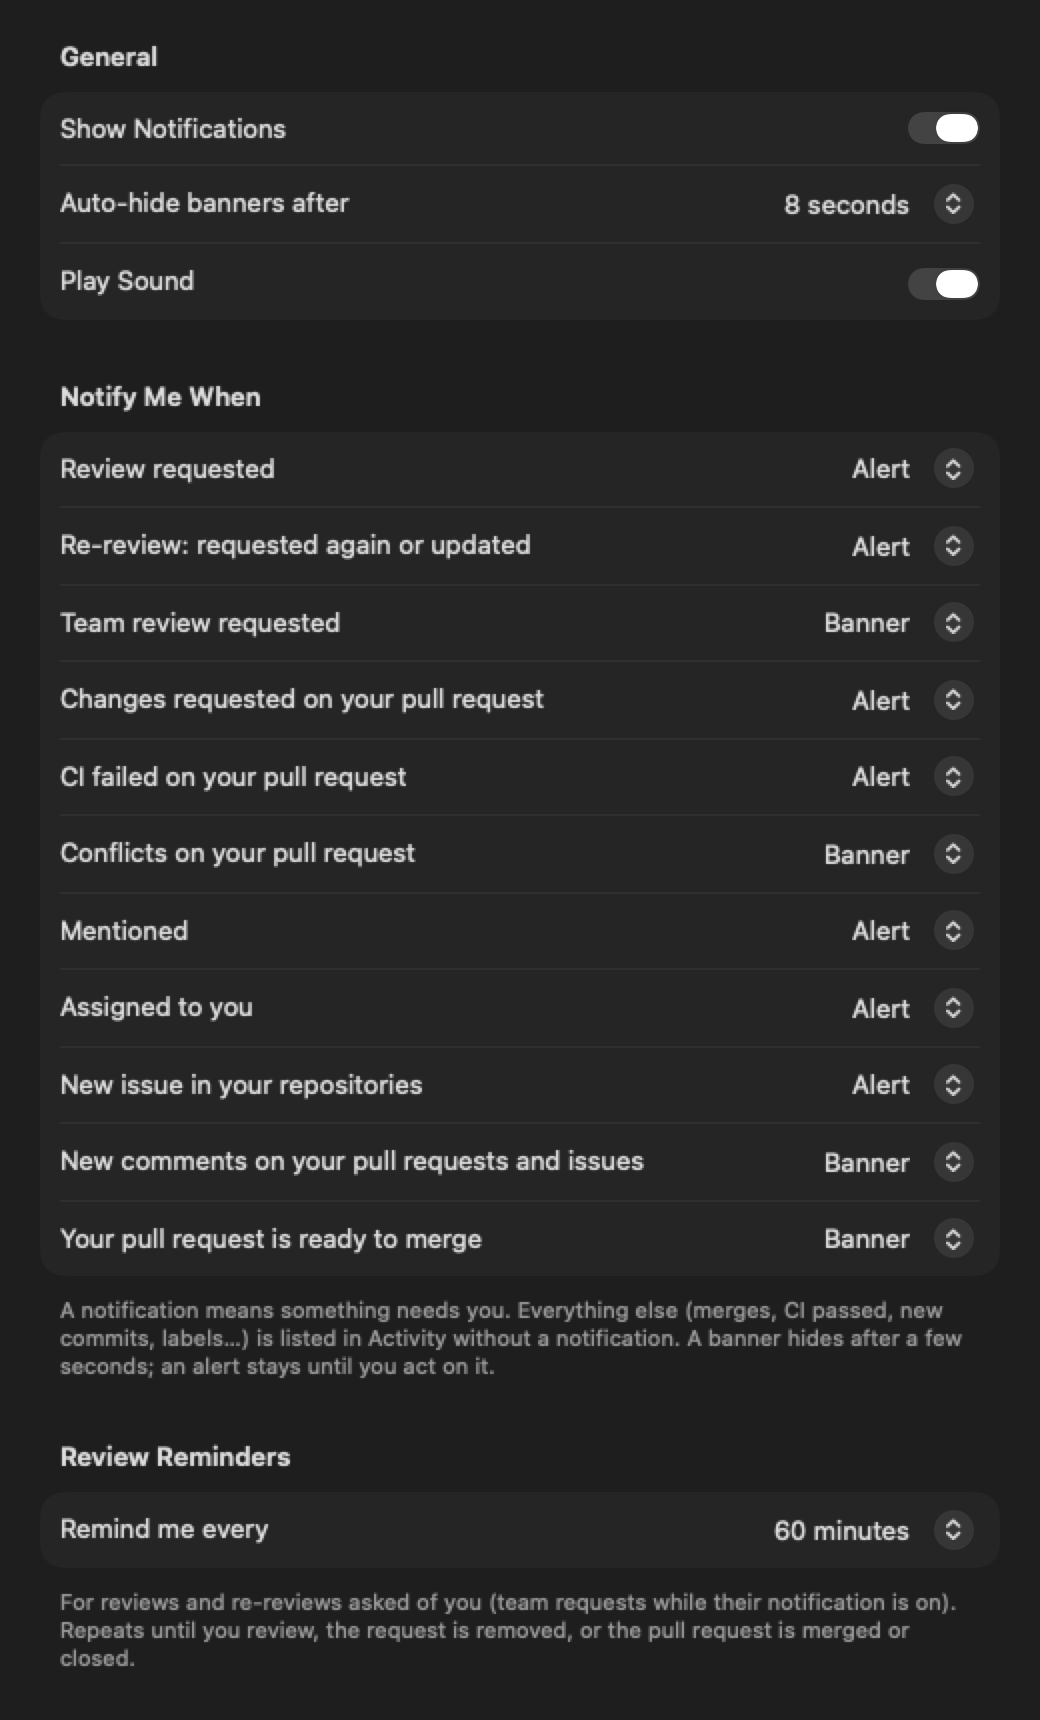 General
Show Notifications
Auto-hide banners after 8 seconds
Play Sound
Notify Me When
Review requested Alert
Re-review: requested again or updated Alert
Team review requested Banner
Changes requested on your pull request Alert
CI failed on your pull request Alert
Conflicts on your pull request Banner
Mentioned Alert
Assigned to you Alert
New issue in your repositories Alert
New comments on your pull requests and issues Banner
Your pull request is ready to merge Banner
A notification means something needs you. Everything else (merges, CI passed, new
commits, labels...) is listed in Activity without a notification. A banner hides after a few
seconds; an alert stays until you act on it.
Review Reminders
Remind me every 60 minutes
For reviews and re-reviews asked of you (team requests while their notification is on).
Repeats until you review, the request is removed, or the pull request is merged or
closed.